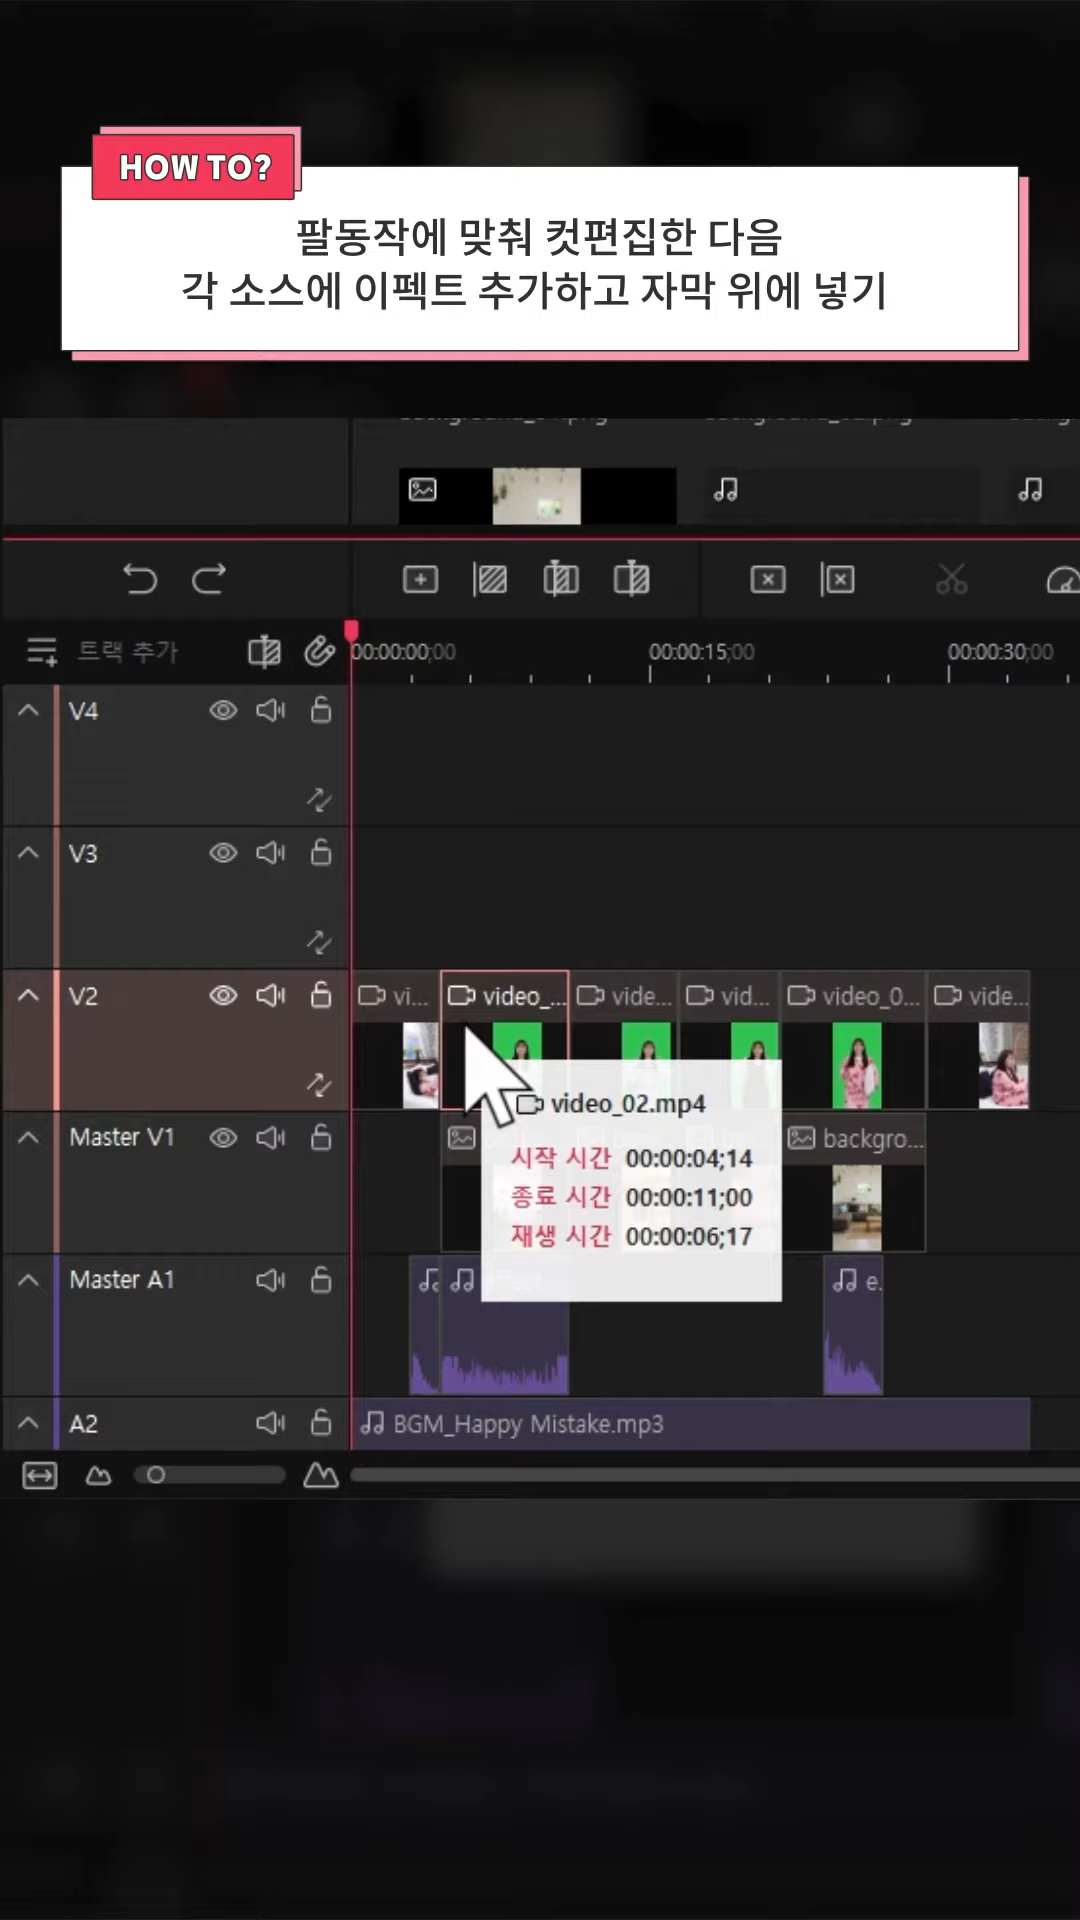 HOW TO?
팔동작에 맞춰 컷편집한 다음
각 소스에 이펙트 추가하고 자막 위에 넣기
트랙 추가
00:00:00;00
00:00:15;00
00:00:30;00
V4
V3
V2
vi...
video_...
vide...
vid...
video_0...
vide...
video_02.mp4
시작 시간 00:00:04;14
종료 시간 00:00:11;00
재생 시간 00:00:06;17
Master V1
backgro...
Master A1
e.
A2
BGM_Happy Mistake.mp3